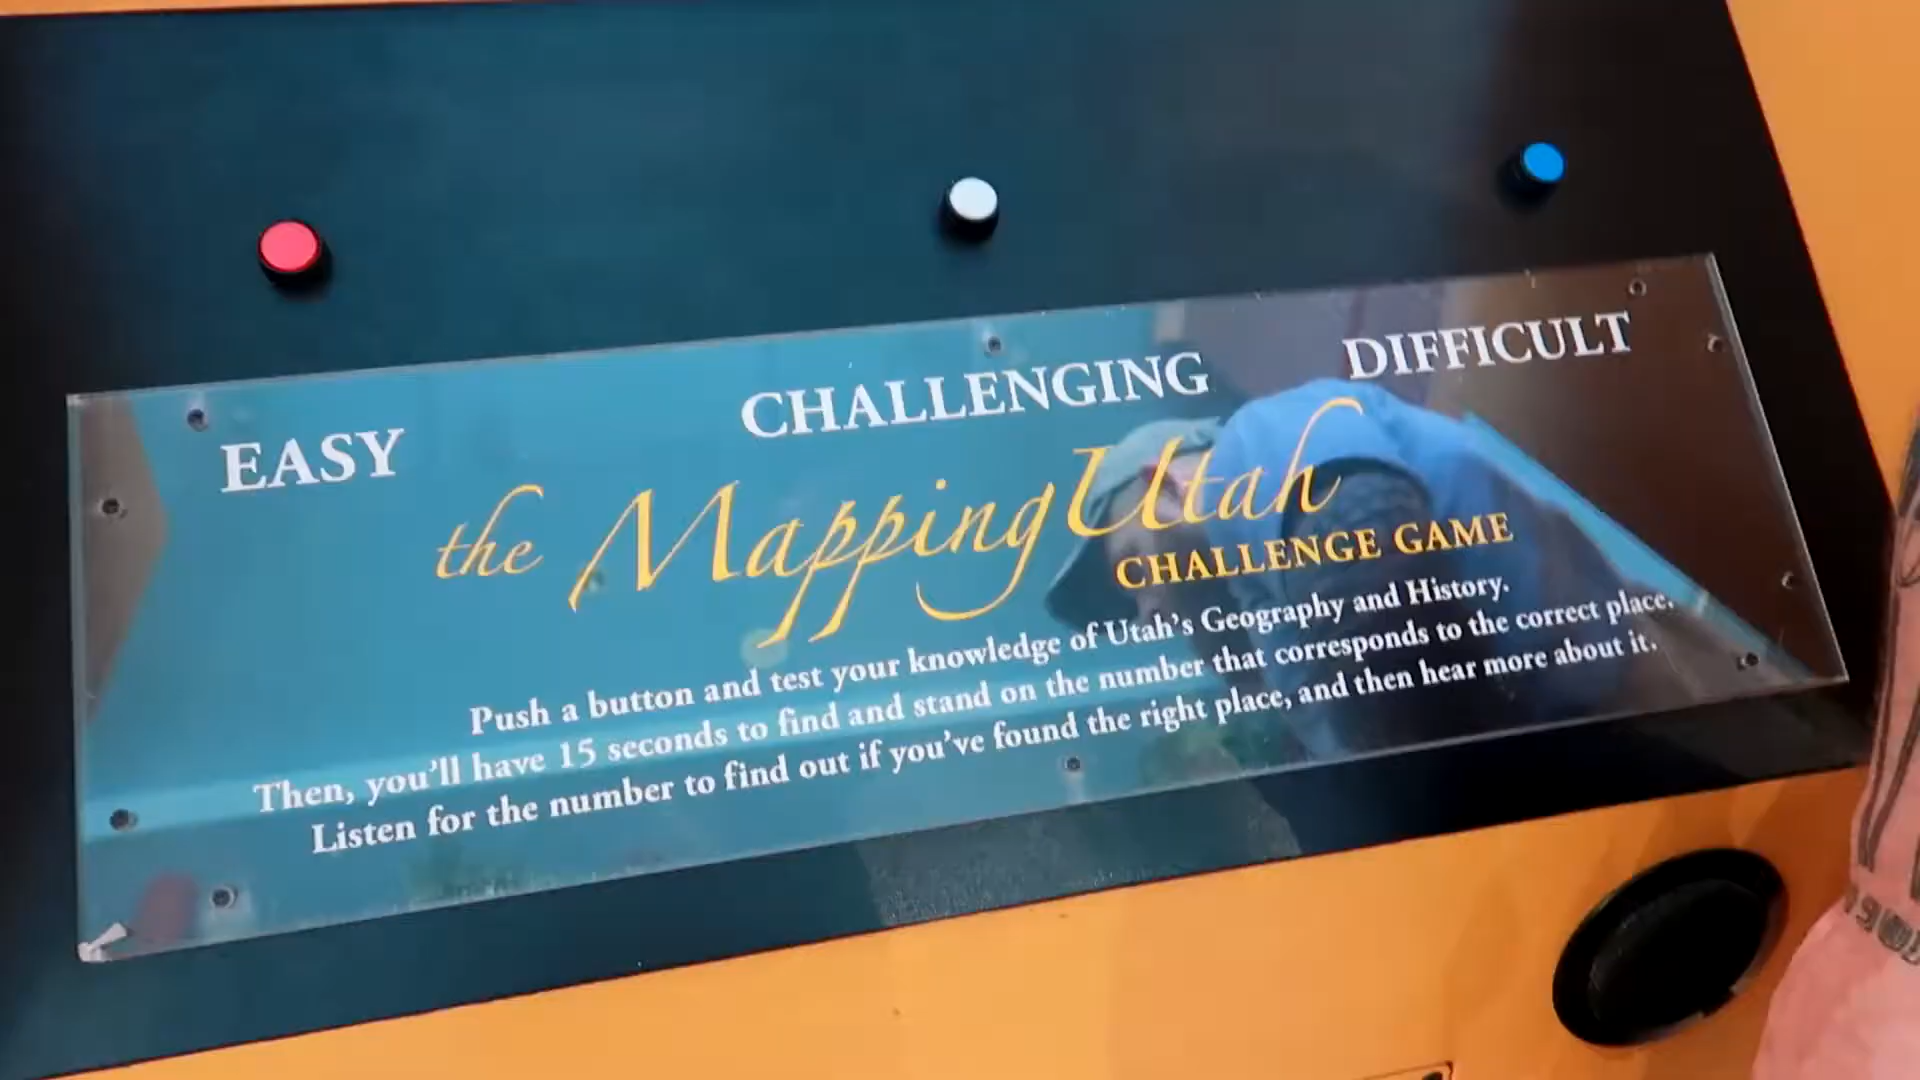 EASY
CHALLENGING
DIFFICULT
the Mapping Utah
CHALLENGE GAME
Push a button and test your knowledge of Utah's Geography and History.
Then, you'll have 15 seconds to find and stand on the number that corresponds to the correct place.
Listen for the number to find out if you've found the right place, and then hear more about it.